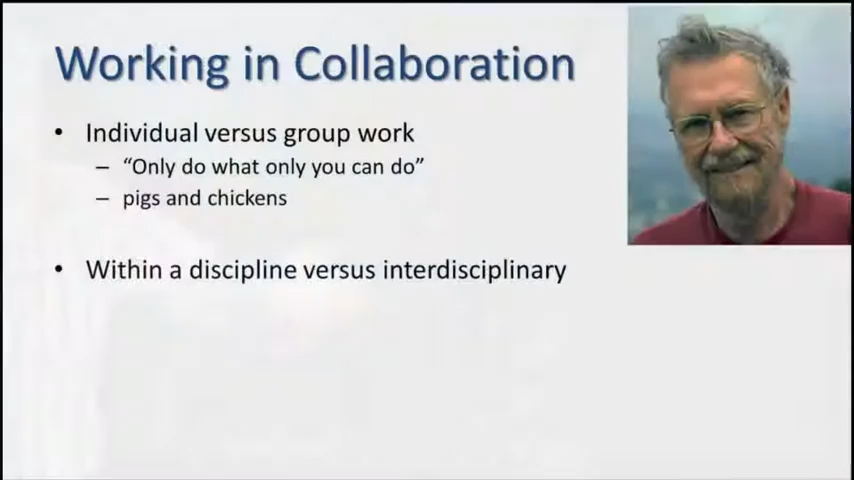 Working in Collaboration
• Individual versus group work
– “Only do what only you can do”
– pigs and chickens
• Within a discipline versus interdisciplinary